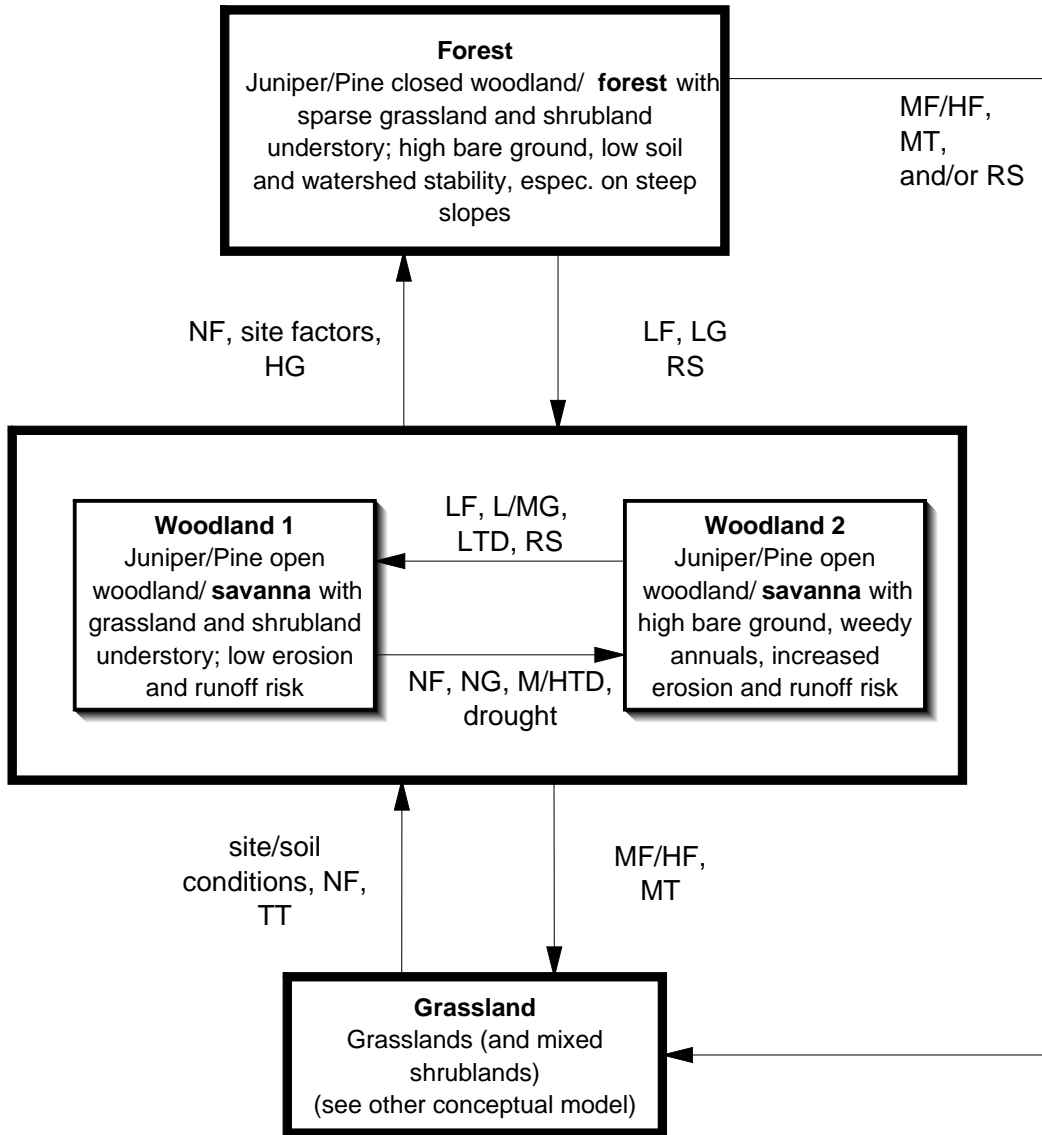 Forest
Juniper/Pine closed woodland/ forest with
sparse grassland and shrubland
understory; high bare ground, low soil
and watershed stability, espec. on steep
slopes
MF/HF,
MT,
and/or RS
NF, site factors,
HG
LF, LG
RS
Woodland 1
Juniper/Pine open
woodland/ savanna with
grassland and shrubland
understory; low erosion
and runoff risk
LF, L/MG,
LTD, RS
NF, NG, M/HTD,
drought
Woodland 2
Juniper/Pine open
woodland/ savanna with
high bare ground, weedy
annuals, increased
erosion and runoff risk
site/soil
conditions, NF,
TT
MF/HF,
MT
Grassland
Grasslands (and mixed
shrublands)
(see other conceptual model)